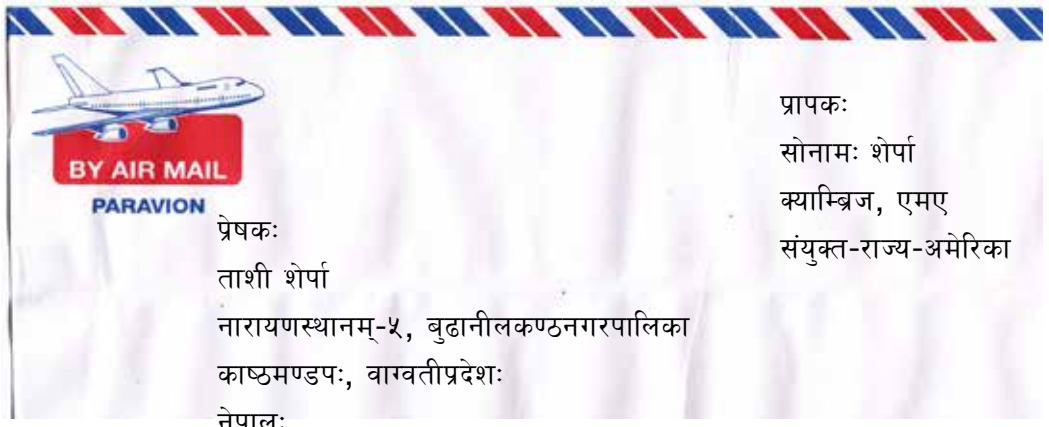 BY AIR MAIL
PARAVION
प्रेषकः
ताशी शेर्पा
नारायणस्थानम्-५, बुढानीलकण्ठनगरपालिका
काष्ठमण्डपः, वाग्वतीप्रदेशः
नेपालः
प्रापकः
सोनामः शेर्पा
क्याम्ब्रिज, एमए
संयुक्त-राज्य-अमेरिका